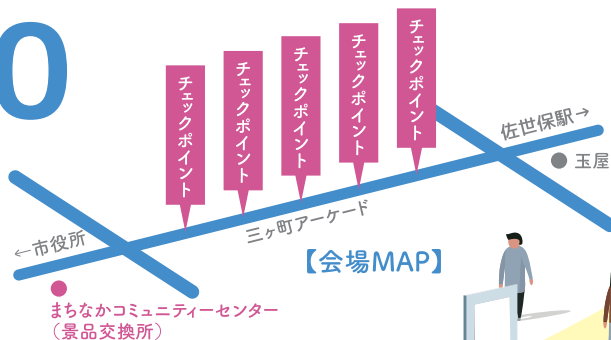 0
チェックポイント
チェックポイント
チェックポイント
チェックポイント
チェックポイント
佐世保駅→
玉屋
三ヶ町アーケード
←市役所
【会場MAP】
まちなかコミュニティーセンター
（景品交換所）